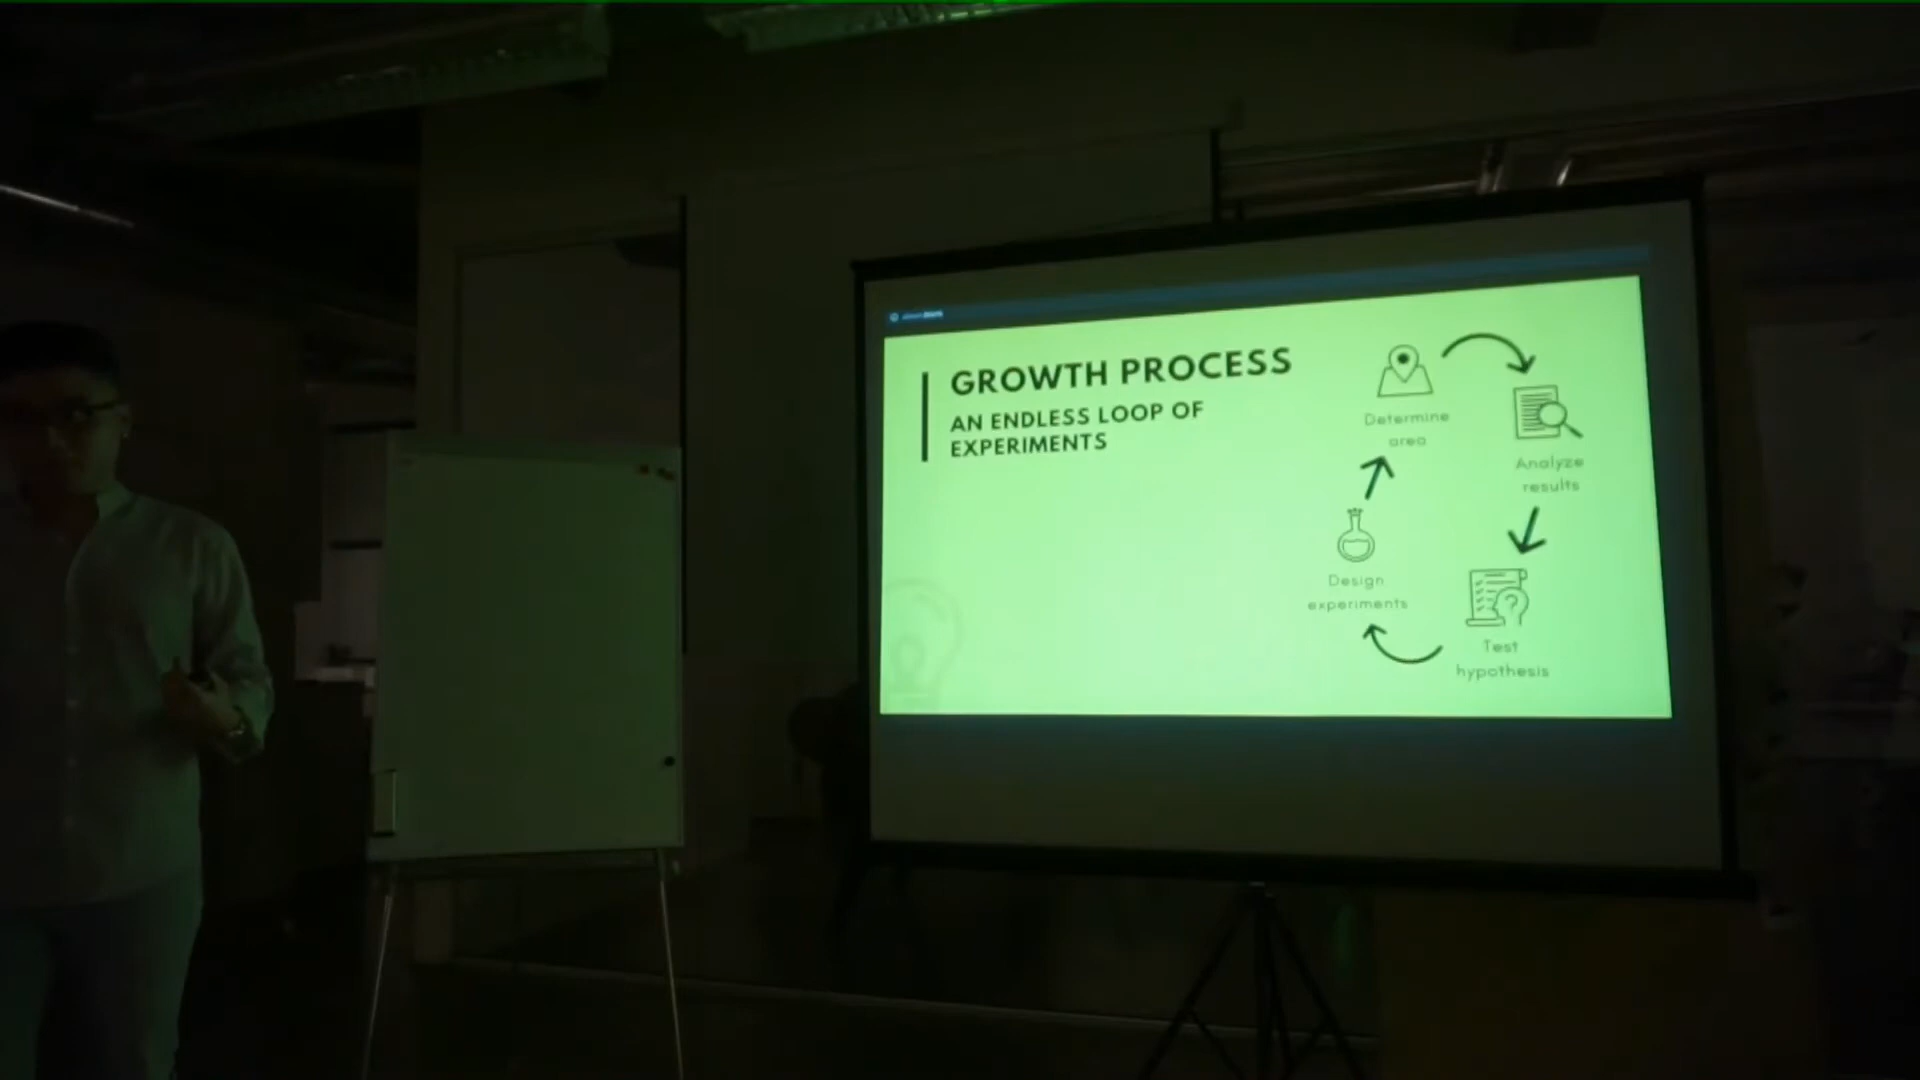 GROWTH PROCESS
AN ENDLESS LOOP OF
EXPERIMENTS
Determine
area
Analyze
results
Test
hypothesis
Design
experiments